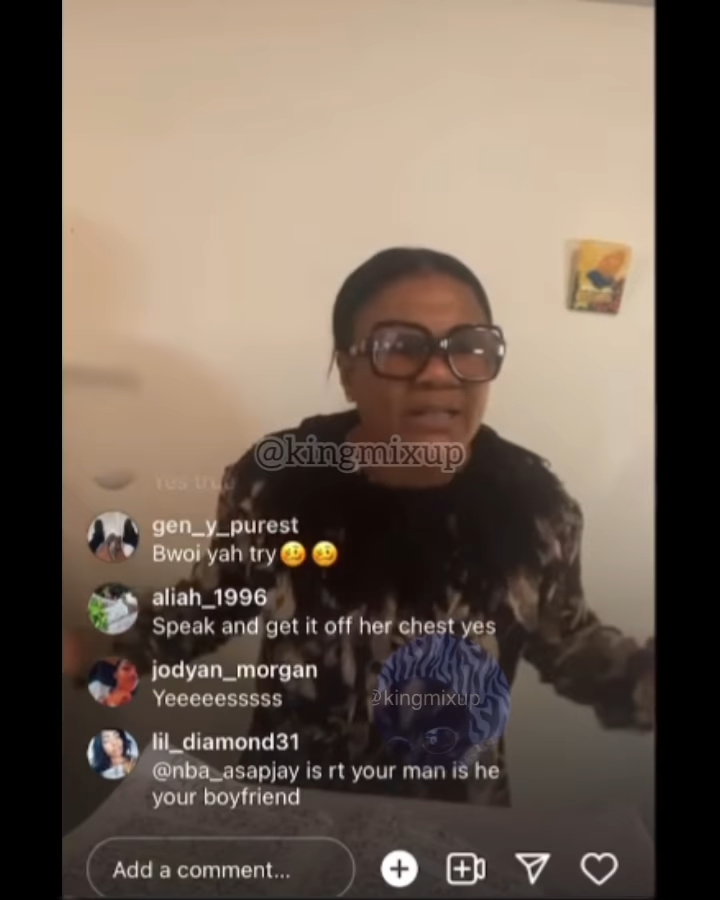 @kingmixup
gen_y_purest
Bwoi yah try🥴🥴
aliah_1996
Speak and get it off her chest yes
jodyan_morgan
Yeeeeesssss
@kingmixup
lil_diamond31
@nba_asapjay is rt your man is he
your boyfriend
Add a comment...